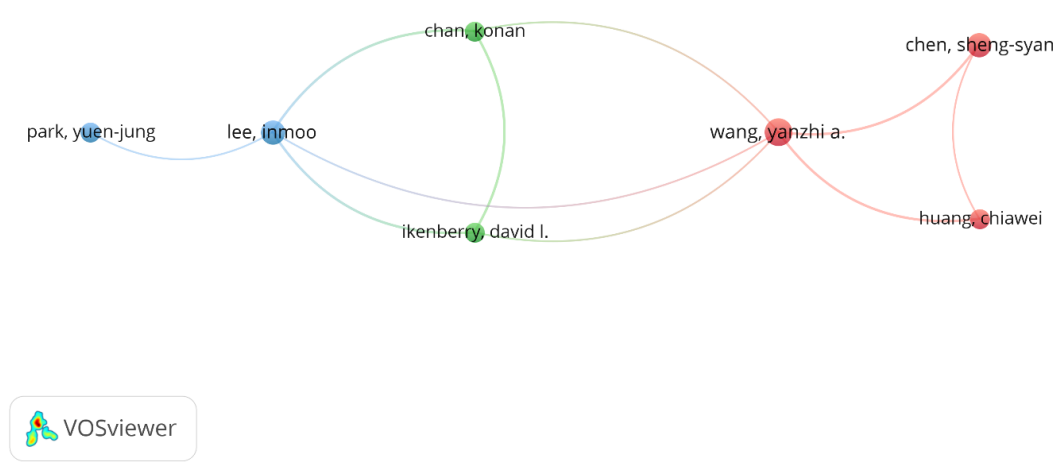 chan, konan
chen, sheng-syan
park, yuen-jung
lee, inmoo
wang, yanzhi a.
huang, chiawei
ikenberry, david l.
VOSviewer